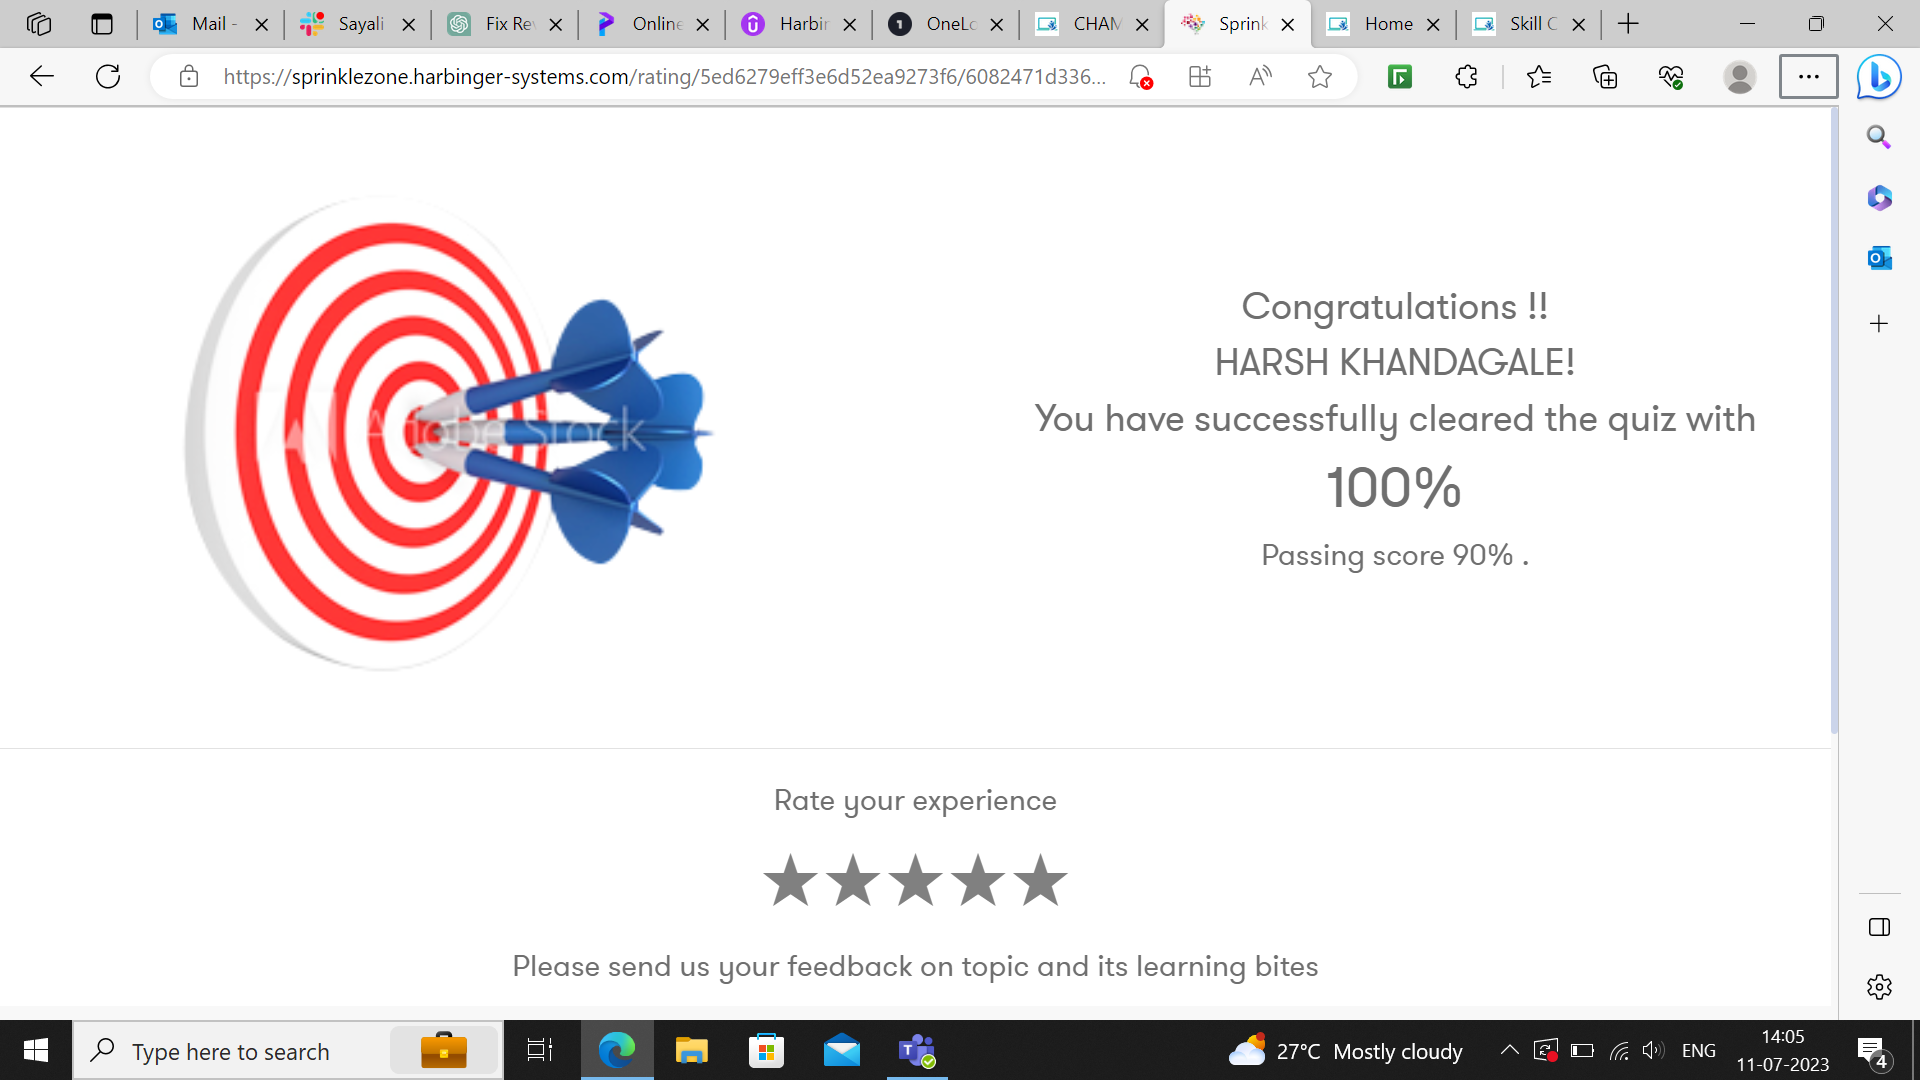 Mail -
Sayali
Fix Rev
Online
Harbin
OneLo
CHAM
Sprink
Home
Skill C
https://sprinklezone.harbinger-systems.com/rating/5ed6279eff3e6d52ea9273f6/6082471d336...
Congratulations !!
HARSH KHANDAGALE!
You have successfully cleared the quiz with
100%
Passing score 90% .
Adobe Stock
Rate your experience
Please send us your feedback on topic and its learning bites
Type here to search
27°C Mostly cloudy
ENG
14:05
11-07-2023
4